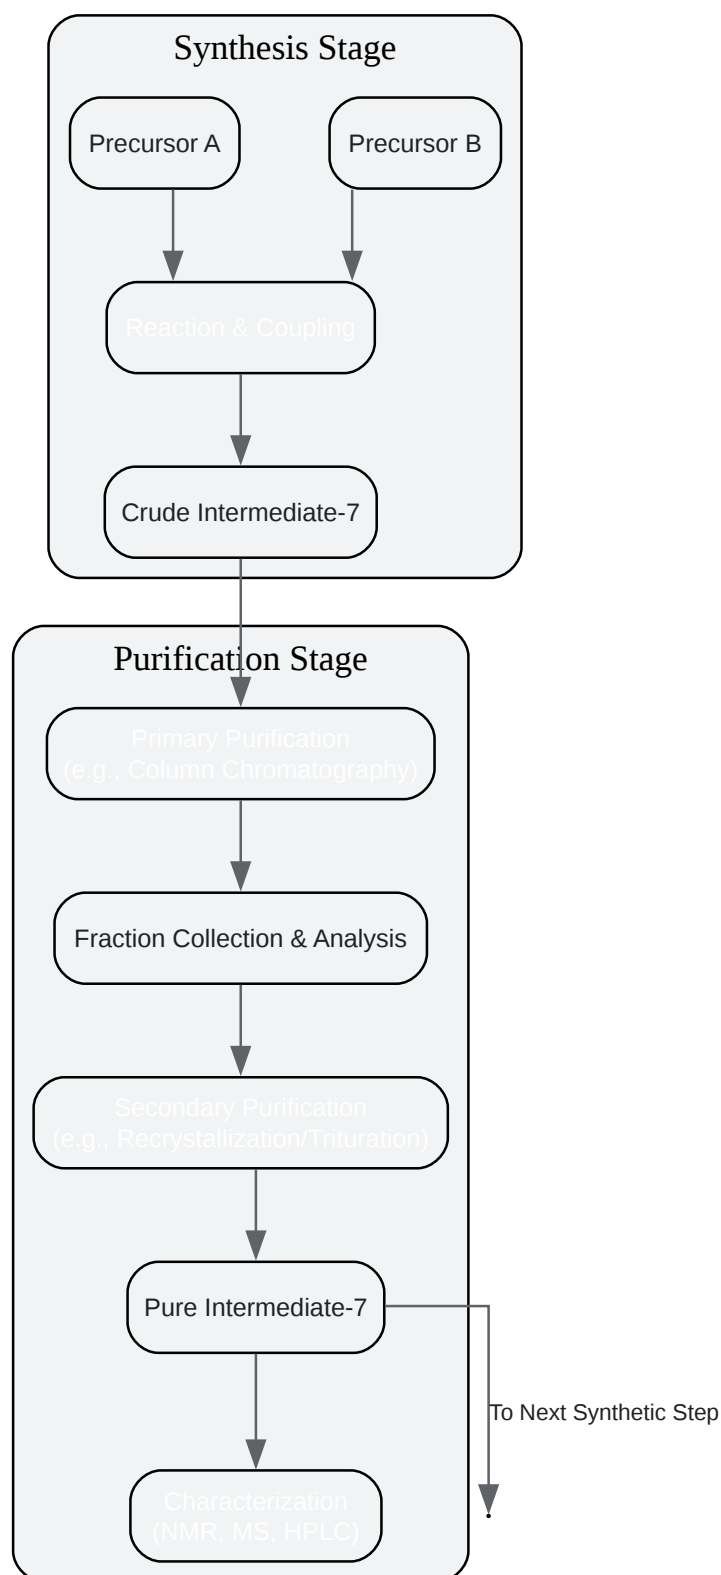 Synthesis Stage
Precursor A
Precursor B
Reaction & Coupling
Crude Intermediate-7
Purification Stage
Primary Purification
(e.g., Column Chromatography)
Fraction Collection & Analysis
Secondary Purification
(e.g., Recrystallization/Trituration)
Pure Intermediate-7
To Next Synthetic Step
Characterization
(NMR, MS, HPLC)